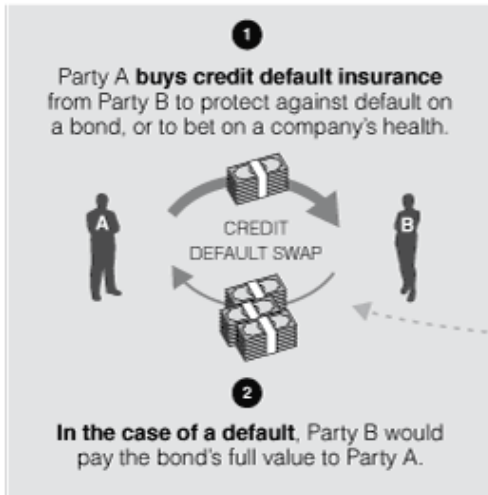 1
Party A buys credit default insurance
from Party B to protect against default on
a bond, or to bet on a company's health.
A
CREDIT
DEFAULT SWAP
B
2
In the case of a default, Party B would
pay the bond's full value to Party A.